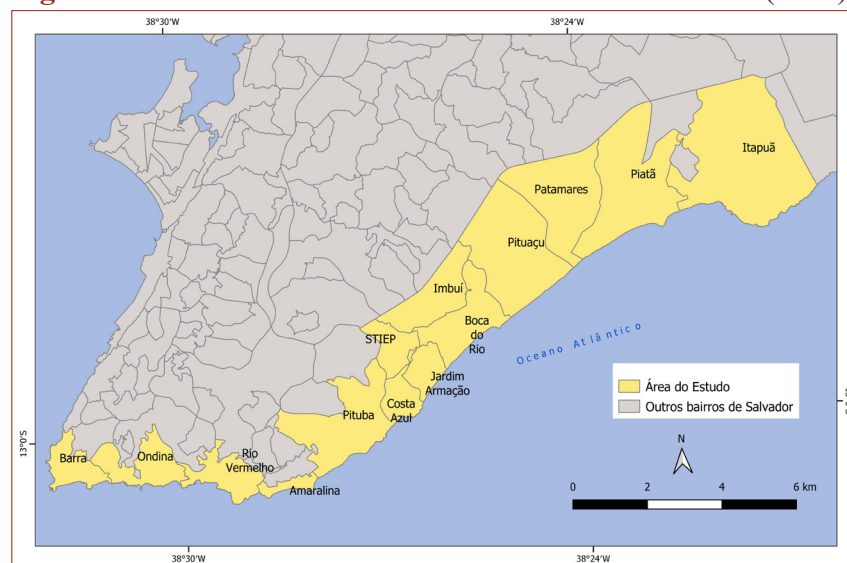 38°30'W
38°24'W
Itapuã
Piatã
Patamares
Pituaçu
Imbuí
Boca
do
Rio
STIEP
Oceano Atlântico
Jardim
Armação
Costa
Azul
Pituba
Área do Estudo
Outros bairros de Salvador
13°0'S
Barra
Ondina
Rio
Vermelho
Amaralina
N
0 2 4 6 km
38°30'W
38°24'W